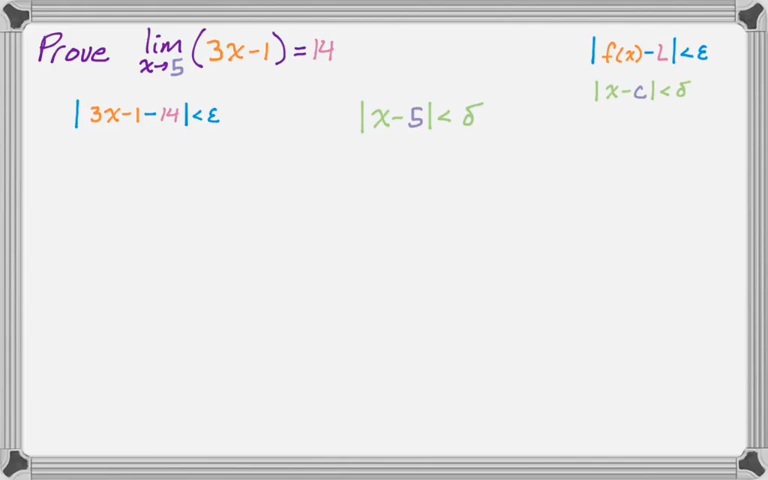 Prove lim x→5 (3x-1) = 14
|f(x)-L| < ε
|x-c| < δ
|3x-1-14| < ε
|x-5| < δ